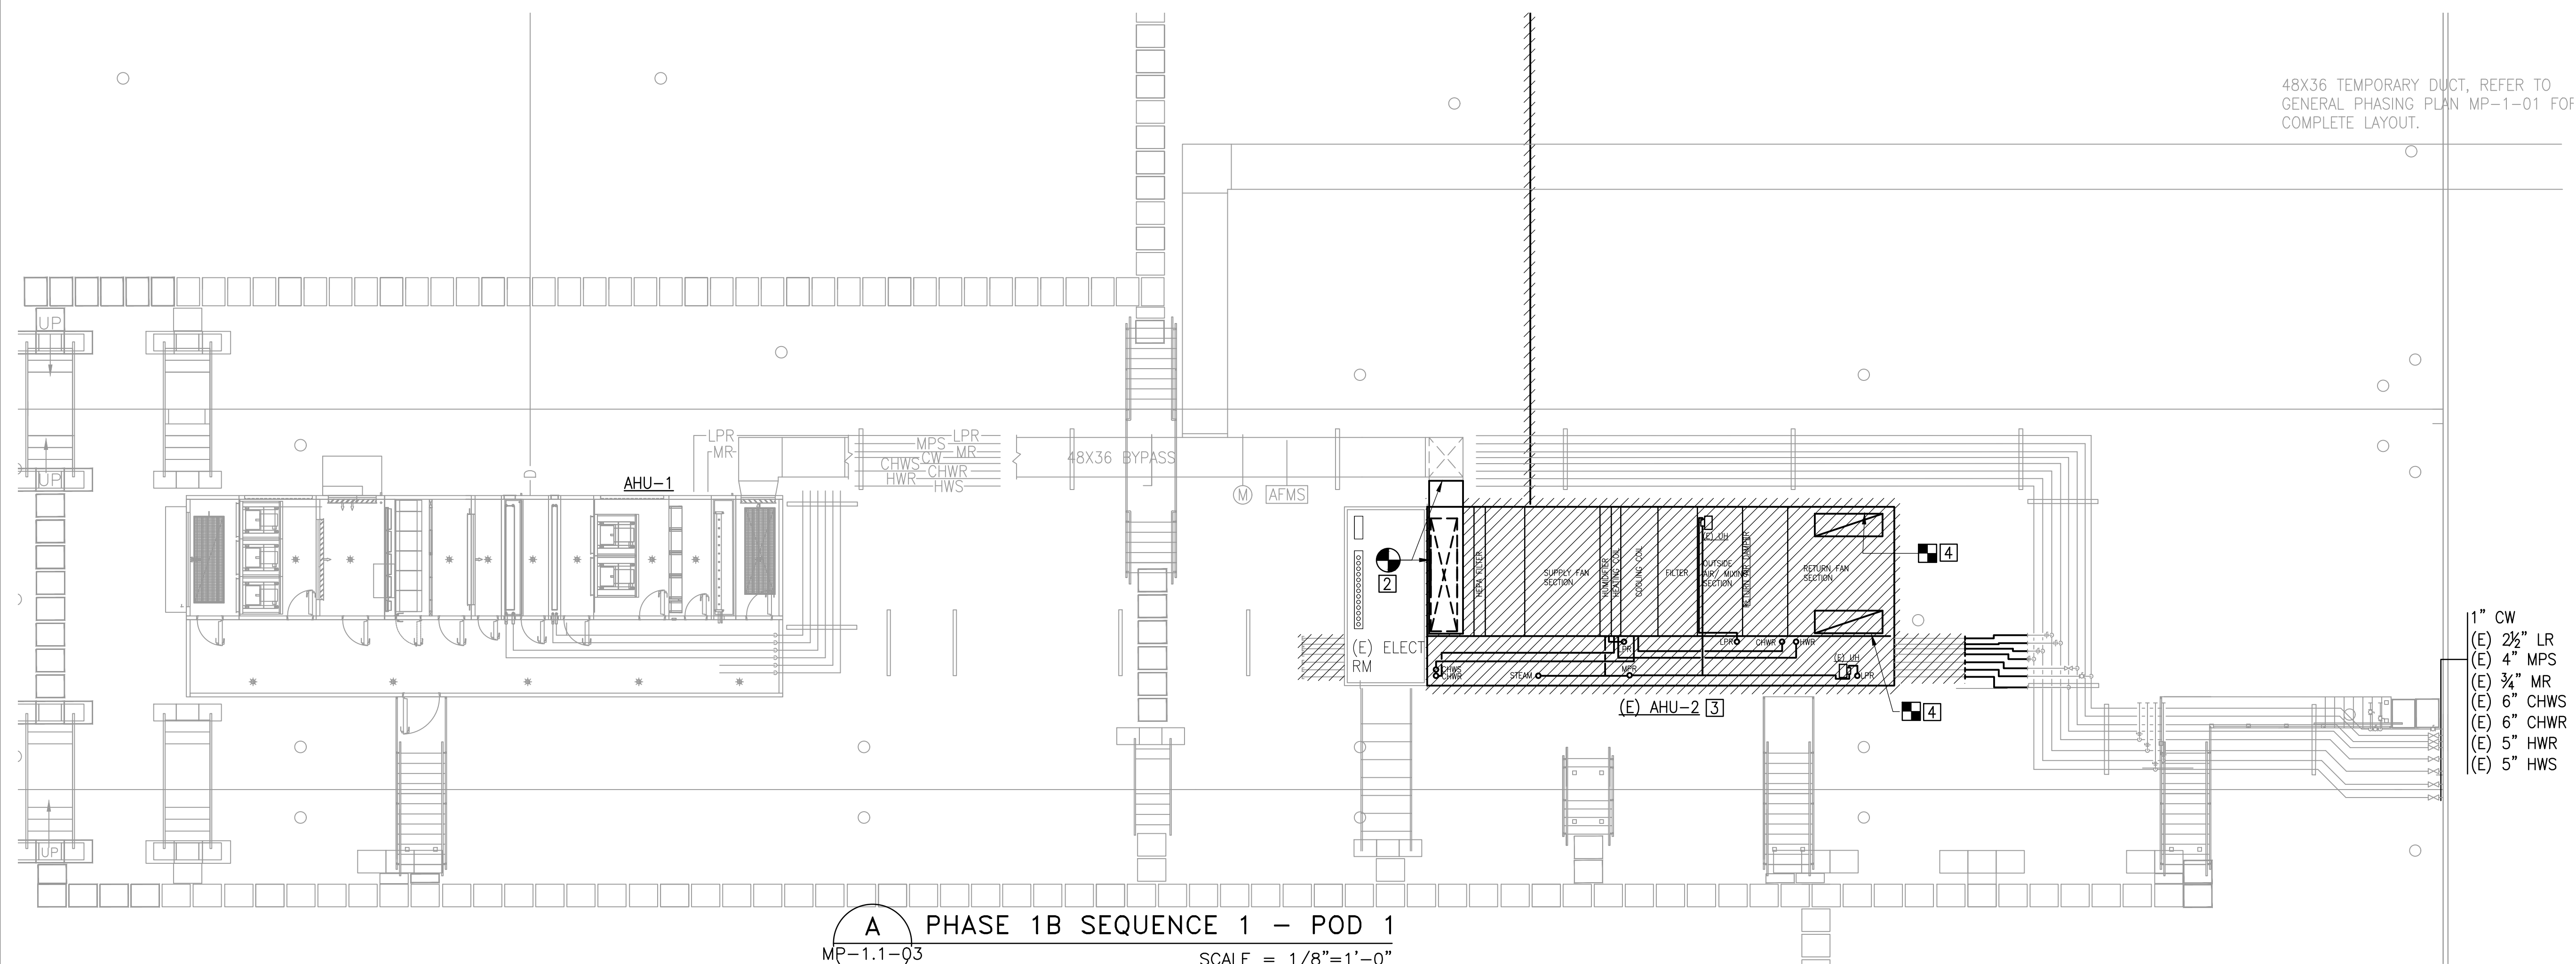 48X36 TEMPORARY DUCT, REFER TO
GENERAL PHASING PLAN MP-1-01 FOR
COMPLETE LAYOUT.
UP
UP
UP
AHU-1
LPR
MR
LPR
MPS
MR
CW
CHWS
CHWR
HWR
HWS
48X36 BYPASS
M
AFMS
2
HEPA FILTER
SUPPLY FAN
SECTION
HUMIDIFIER
HEATING COIL
COOLING COIL
FILTER
(E) UH
OUTSIDE
AIR/ MIXING
SECTION
RETURN AIR DAMPER
RETURN FAN
SECTION
4
(E) ELECT
RM
CHWS
CHWR
STEAM
LPR
MPR
LPR
CHWR
HWR
(E) UH
LPR
(E) AHU-2 3
4
1" CW
(E) 2½" LR
(E) 4" MPS
(E) ¾" MR
(E) 6" CHWS
(E) 6" CHWR
(E) 5" HWR
(E) 5" HWS
A
MP-1.1-03
PHASE 1B SEQUENCE 1 - POD 1
SCALE = 1/8"=1'-0"